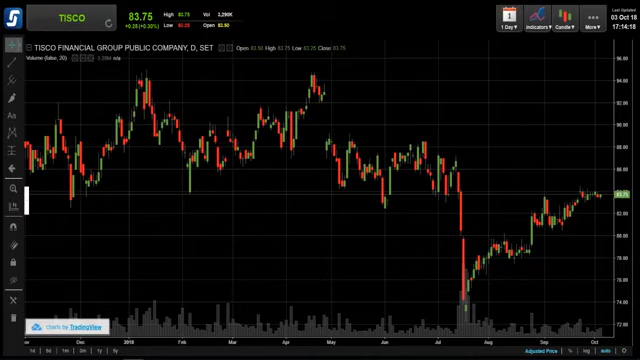 TISCO
83.75
+0.25 (+0.30%)
High 83.75 Vol 3,290K
Low 83.25 Open 83.50
1 Day
Indicators
Candle
More
Last Updated
03 Oct 18
17:14:18
TISCO FINANCIAL GROUP PUBLIC COMPANY, D, SET
Open 83.50 High 83.75 Low 83.25 Close 83.75
Volume (false, 20) 3.29M n/a
96.00
94.00
92.00
90.00
88.00
86.00
83.75
82.00
80.00
78.00
76.00
74.00
72.00
charts by TradingView
Dec 2018 Feb Mar Apr May Jun Jul Aug Sep Oct
1d 5d 1m 3m 1y 5y
Adjusted Price % log auto